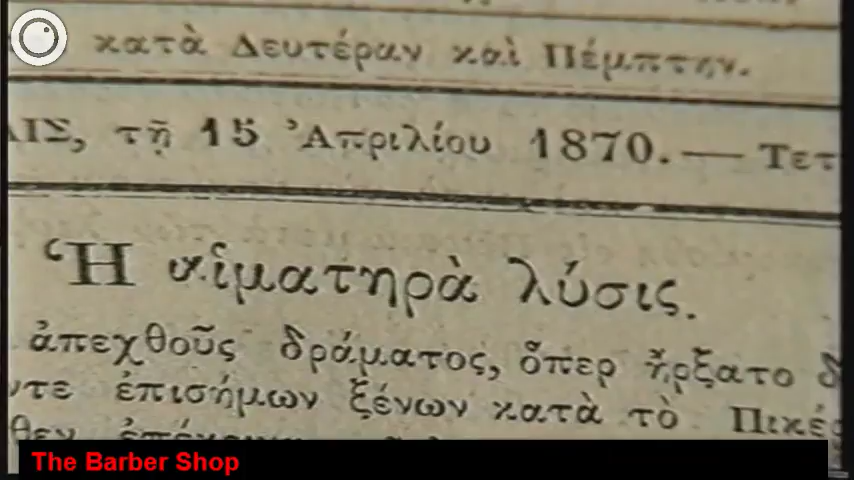 κατὰ Δευτέραν καὶ Πέμπτην.
ΙΣ, τῇ 15 Ἀπριλίου 1870.— Τετ
Ἡ αἱματηρὰ λύσις.
ἀπεχθοῦς δράματος, ὅπερ ἤρξατο δ
ντε ἐπισήμων ξένων κατὰ τὸ Πικέρ
The Barber Shop